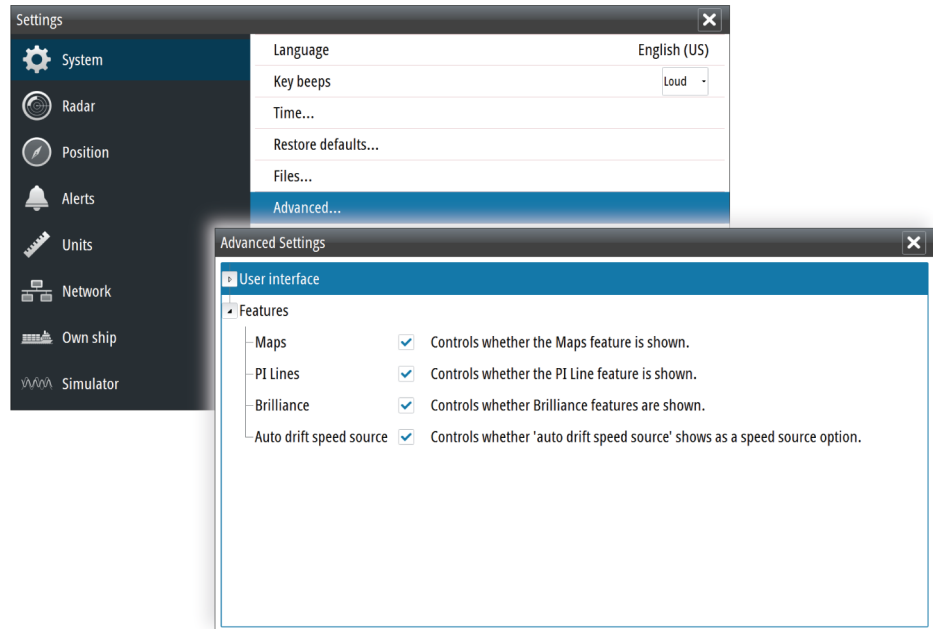 Settings
System
Radar
Position
Alerts
Units
Network
Own ship
Simulator
Language English (US)
Key beeps Loud
Time...
Restore defaults...
Files...
Advanced...
Advanced Settings
User interface
Features
Maps Controls whether the Maps feature is shown.
PI Lines Controls whether the PI Line feature is shown.
Brilliance Controls whether Brilliance features are shown.
Auto drift speed source Controls whether 'auto drift speed source' shows as a speed source option.